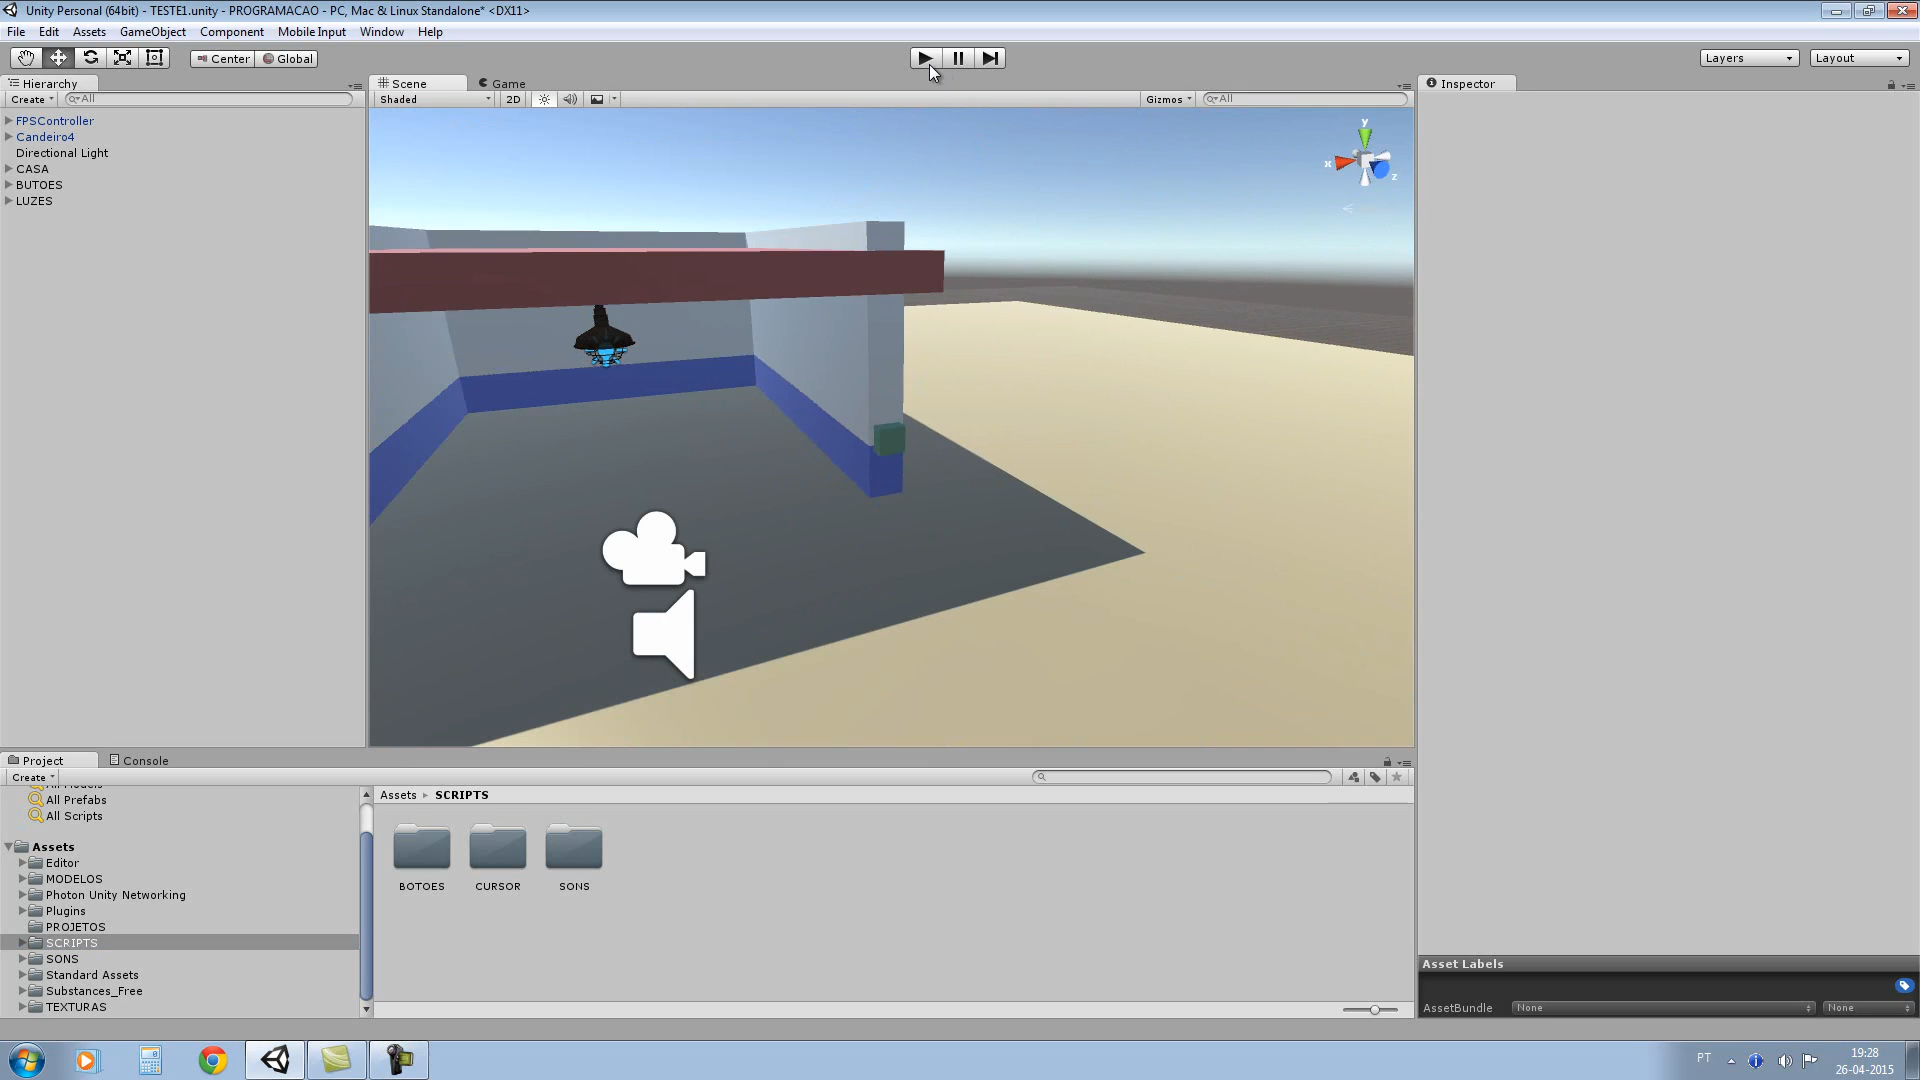 Unity Personal (64bit) - TESTE1.unity - PROGRAMACAO - PC, Mac & Linux Standalone* <DX11>
File Edit Assets GameObject Component Mobile Input Window Help
Center Global Layers Layout
Hierarchy
Create All
FPSController
Candeiro4
Directional Light
CASA
BUTOES
LUZES
Scene Game
Shaded 2D Gizmos All
y
x
z
Inspector
Project Console
Create
All Models
All Prefabs
All Scripts
Assets
Editor
MODELOS
Photon Unity Networking
Plugins
PROJETOS
SCRIPTS
SONS
Standard Assets
Substances_Free
TEXTURAS
Assets SCRIPTS
BOTOES CURSOR SONS
Asset Labels
AssetBundle None None
PT
19:28
26-04-2015